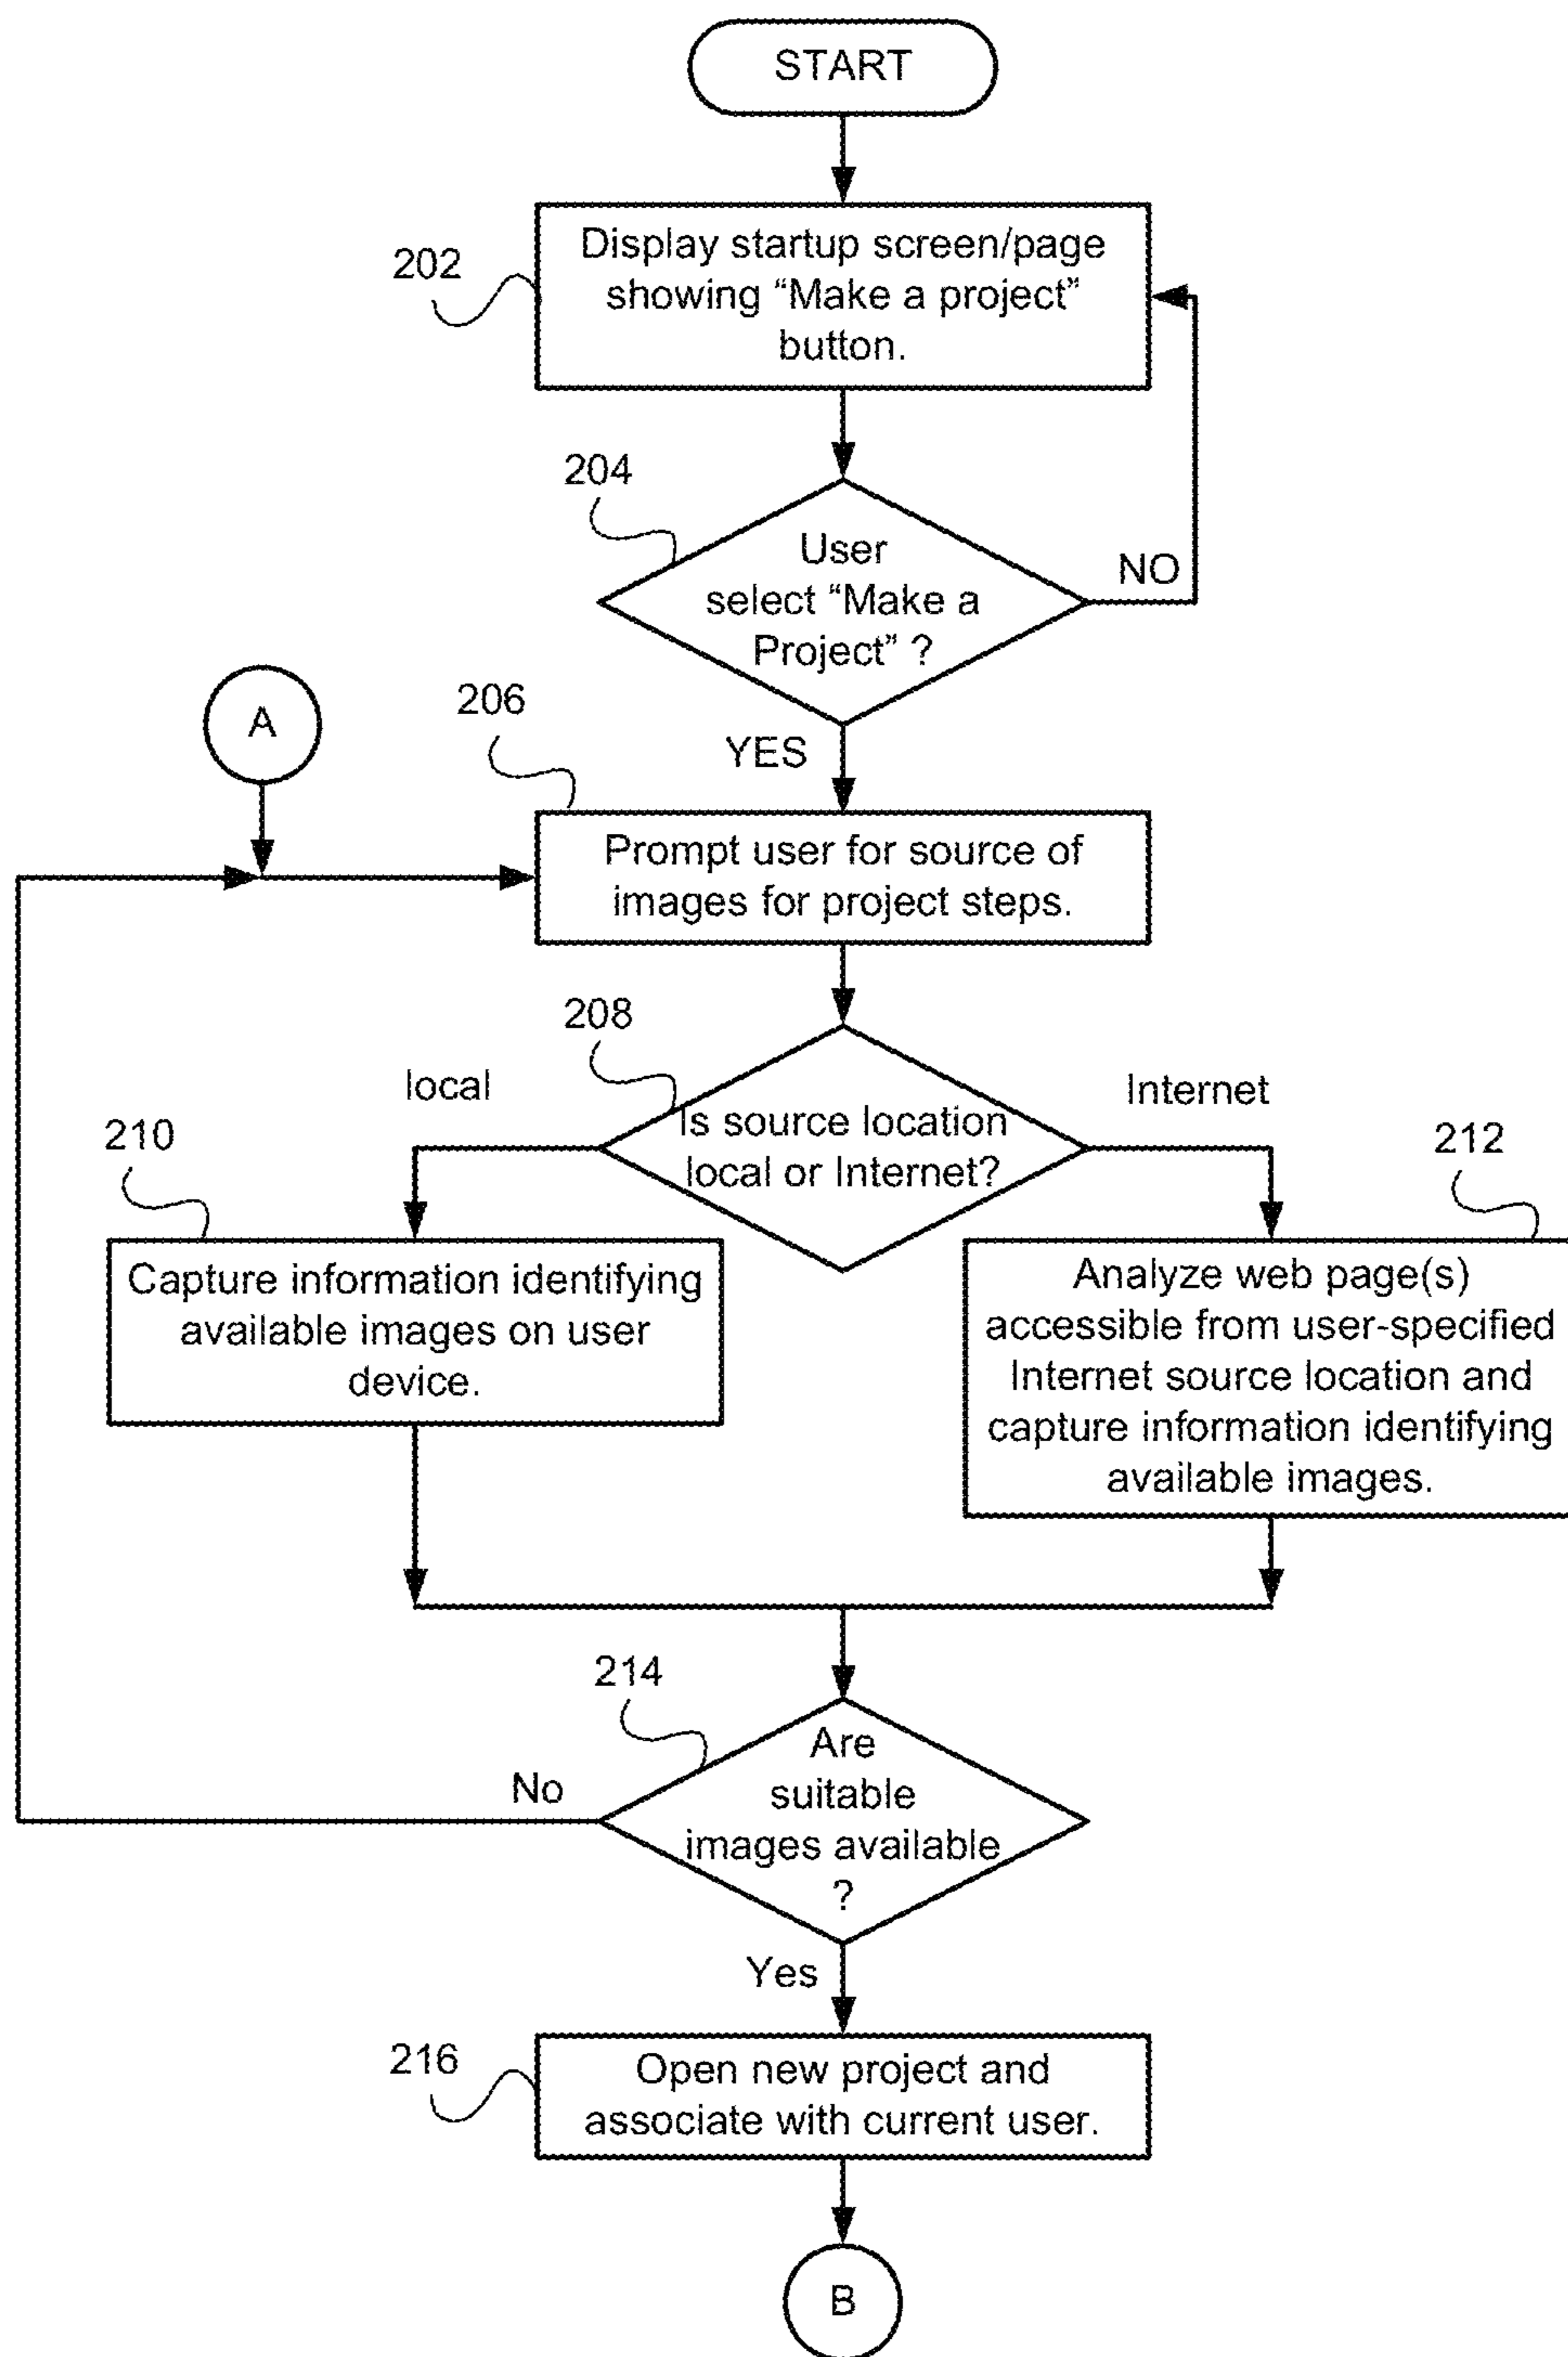 START
202
Display startup screen/page
showing “Make a project”
button.
204
User
select “Make a
Project” ?
NO
A
206
YES
Prompt user for source of
images for project steps.
208
local
Internet
Is source location
local or Internet?
210
212
Capture information identifying
available images on user
device.
Analyze web page(s)
accessible from user-specified
Internet source location and
capture information identifying
available images.
214
Are
suitable
images available
?
No
Yes
216
Open new project and
associate with current user.
B